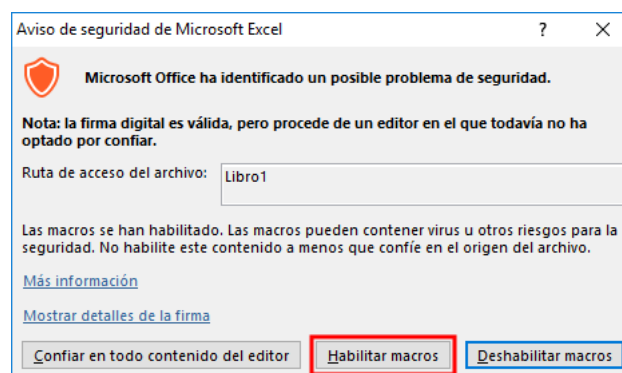 Aviso de seguridad de Microsoft Excel ? ×
Microsoft Office ha identificado un posible problema de seguridad.
Nota: la firma digital es válida, pero procede de un editor en el que todavía no ha
optado por confiar.
Ruta de acceso del archivo: Libro1
Las macros se han habilitado. Las macros pueden contener virus u otros riesgos para la
seguridad. No habilite este contenido a menos que confíe en el origen del archivo.
Más información
Mostrar detalles de la firma
Confiar en todo contenido del editor Habilitar macros Deshabilitar macros